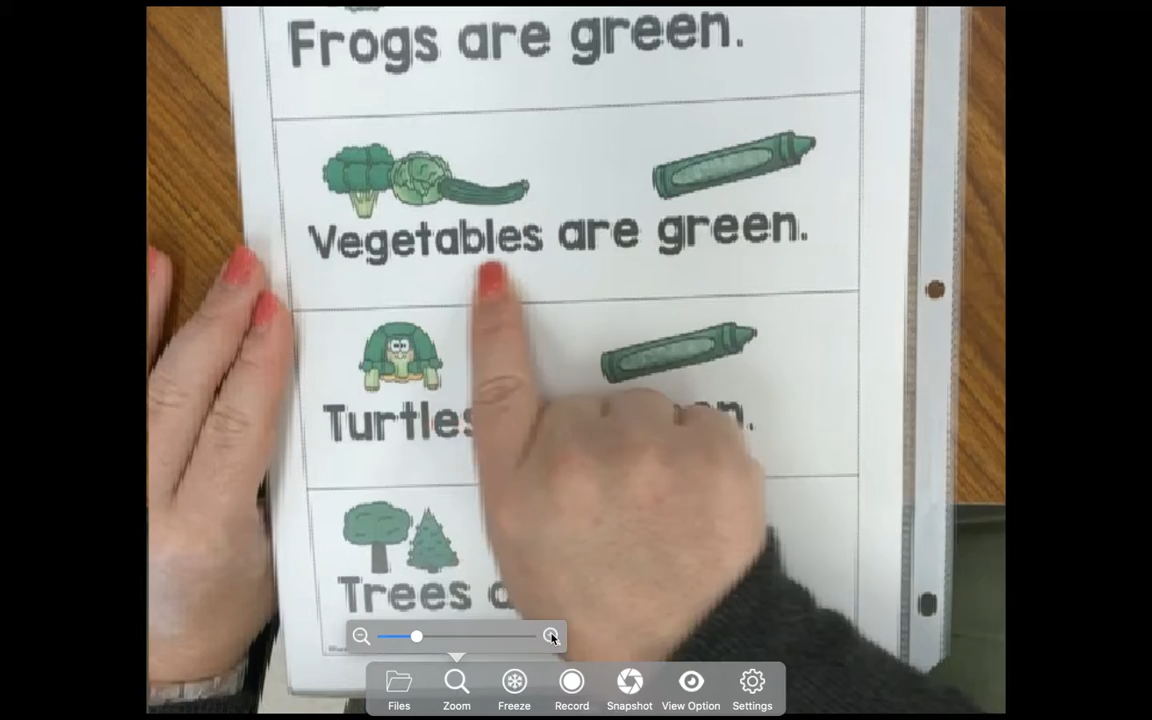 Frogs are green.
Vegetables are green.
Turtles
Trees
Files Zoom Freeze Record Snapshot View Option Settings